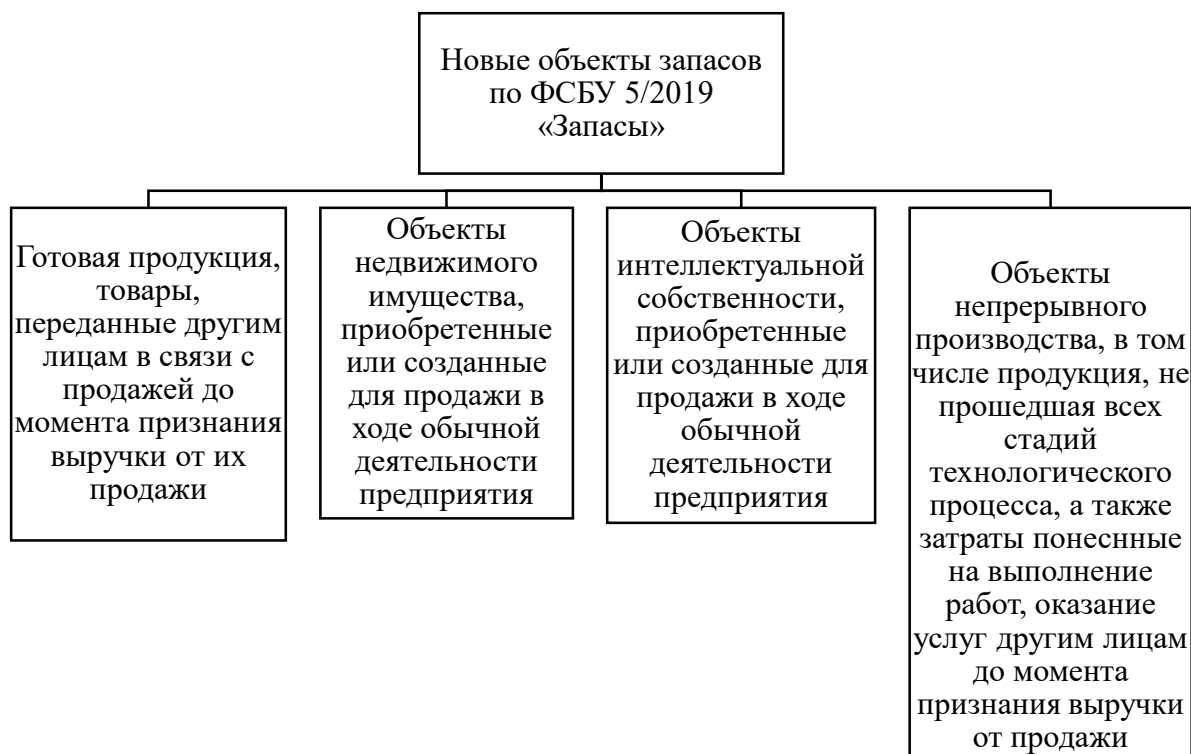 Новые объекты запасов
по ФСБУ 5/2019
«Запасы»
Готовая продукция,
товары,
переданные другим
лицам в связи с
продажей до
момента признания
выручки от их
продажи
Объекты
недвижимого
имущества,
приобретенные
или созданные
для продажи в
ходе обычной
деятельности
предприятия
Объекты
интеллектуальной
собственности,
приобретенные
или созданные для
продажи в ходе
обычной
деятельности
предприятия
Объекты
непрерывного
производства, в том
числе продукция, не
прошедшая всех
стадий
технологического
процесса, а также
затраты понеснные
на выполнение
работ, оказание
услуг другим лицам
до момента
признания выручки
от продажи